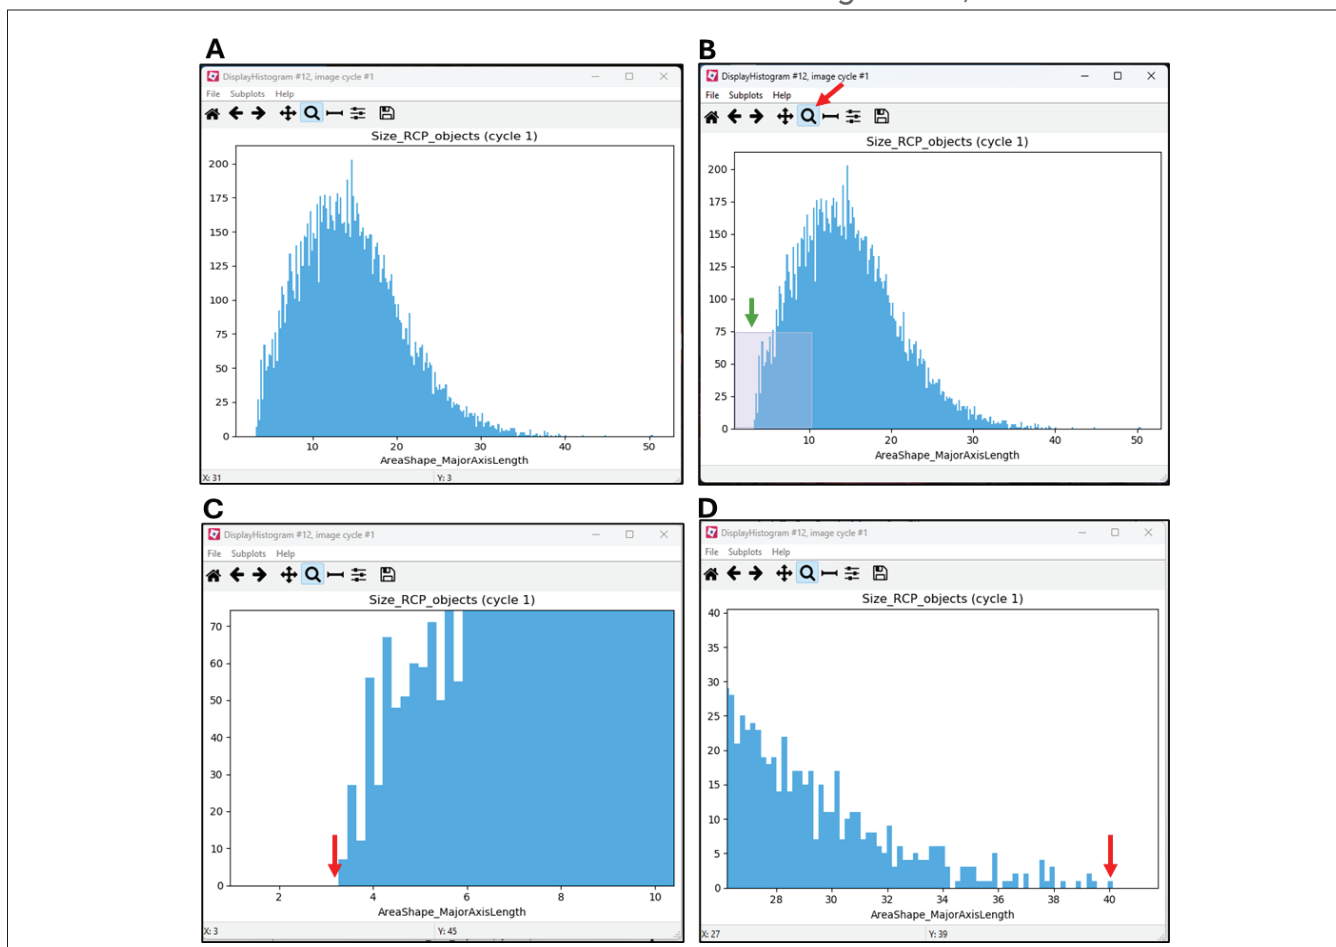 A
DisplayHistogram #12, image cycle #1
File Subplots Help
Size_RCP_objects (cycle 1)
200
175
150
125
100
75
50
25
0
10 20 30 40 50
AreaShape_MajorAxisLength
X: 31 Y: 3
B
DisplayHistogram #12, image cycle #1
File Subplots Help
Size_RCP_objects (cycle 1)
200
175
150
125
100
75
50
25
0
10 20 30 40 50
AreaShape_MajorAxisLength
C
DisplayHistogram #12, image cycle #1
File Subplots Help
Size_RCP_objects (cycle 1)
70
60
50
40
30
20
10
0
2 4 6 8 10
AreaShape_MajorAxisLength
X: 3 Y: 45
D
DisplayHistogram #12, image cycle #1
File Subplots Help
Size_RCP_objects (cycle 1)
40
35
30
25
20
15
10
5
0
28 30 32 34 36 38 40
AreaShape_MajorAxisLength
X: 27 Y: 39